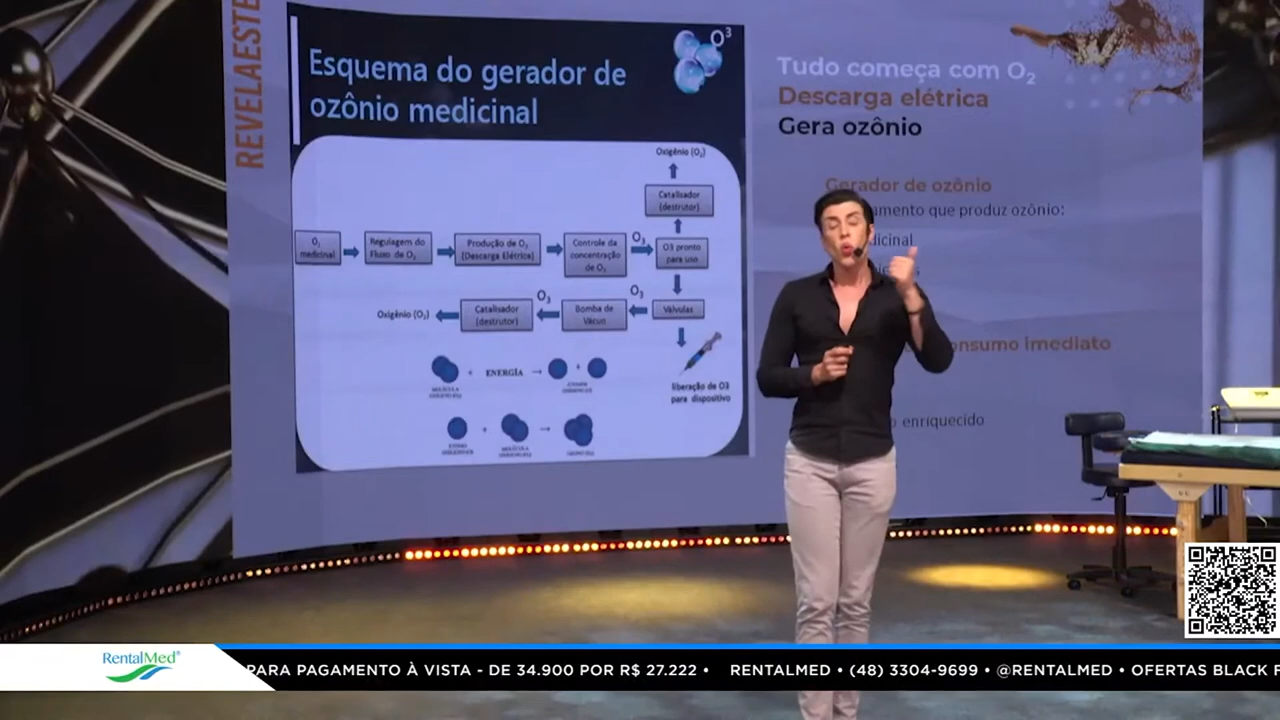 REVELAESTE
Esquema do gerador de
ozônio medicinal
O³
Tudo começa com O₂
Descarga elétrica
Gera ozônio
Gerador de ozônio
amento que produz ozônio:
dicinal
onsumo imediato
o enriquecido
Oxigênio (O₂)
Catalisador
(destrutor)
O₂
medicinal
Regulagem do
Fluxo de O₂
Produção de O₃
(Descarga Elétrica)
Controle da
concentração
de O₃
O₃
O3 pronto
para uso
Oxigênio (O₂)
Catalisador
(destrutor)
O₃
Bomba de
Vácuo
O₃
Válvulas
+ ENERGÍA → +
+ →
liberação de O3
para dispositivo
RentalMed
PARA PAGAMENTO À VISTA - DE 34.900 POR R$ 27.222 • RENTALMED • (48) 3304-9699 • @RENTALMED • OFERTAS BLACK F